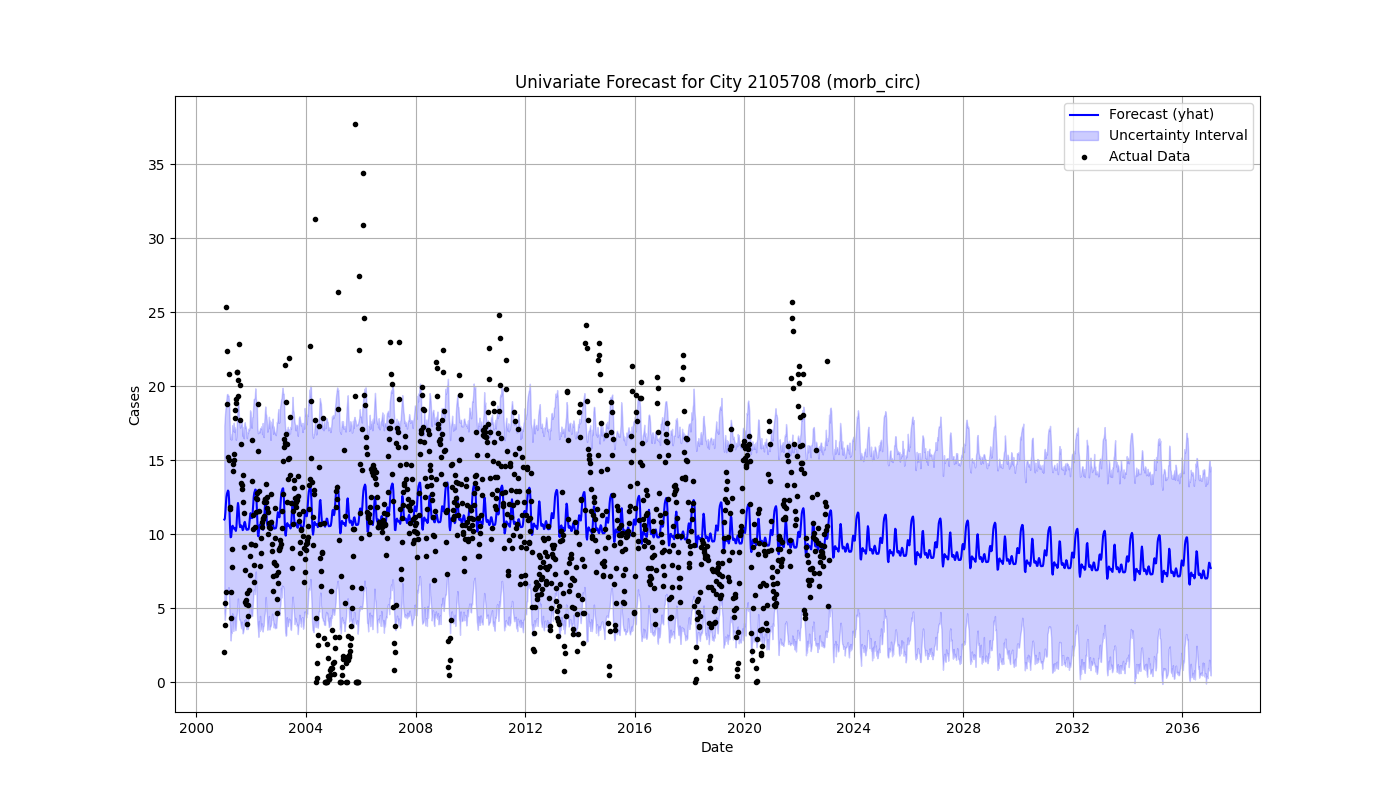 Univariate Forecast for City 2105708 (morb_circ)
Forecast (yhat)
Uncertainty Interval
Actual Data
Cases
35
30
25
20
15
10
5
0
2000 2004 2008 2012 2016 2020 2024 2028 2032 2036
Date